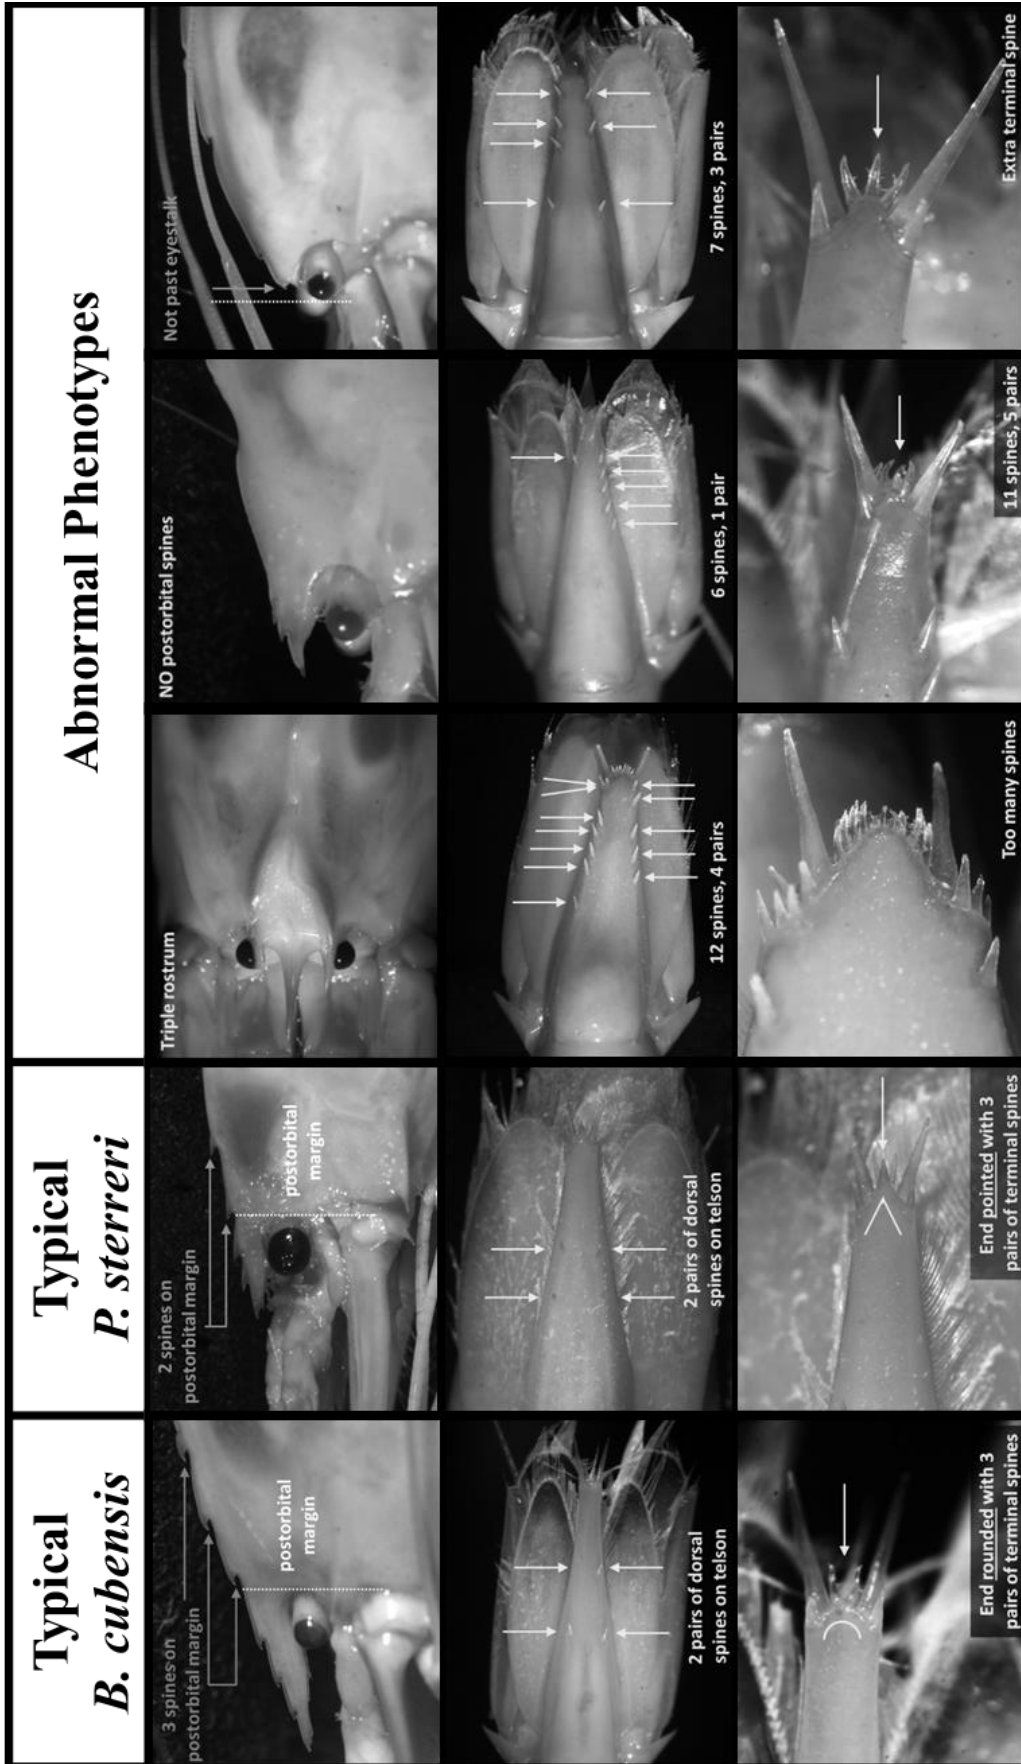 Typical
B. cubensis
Typical
P. sterreri
Abnormal Phenotypes
3 spines on
postorbital margin
postorbital
margin
2 spines on
postorbital margin
postorbital
margin
Triple rostrum
NO postorbital spines
Not past eyestalk
2 pairs of dorsal
spines on telson
2 pairs of dorsal
spines on telson
12 spines, 4 pairs
6 spines, 1 pair
7 spines, 3 pairs
End rounded with 3
pairs of terminal spines
End pointed with 3
pairs of terminal spines
Too many spines
11 spines, 5 pairs
Extra terminal spine